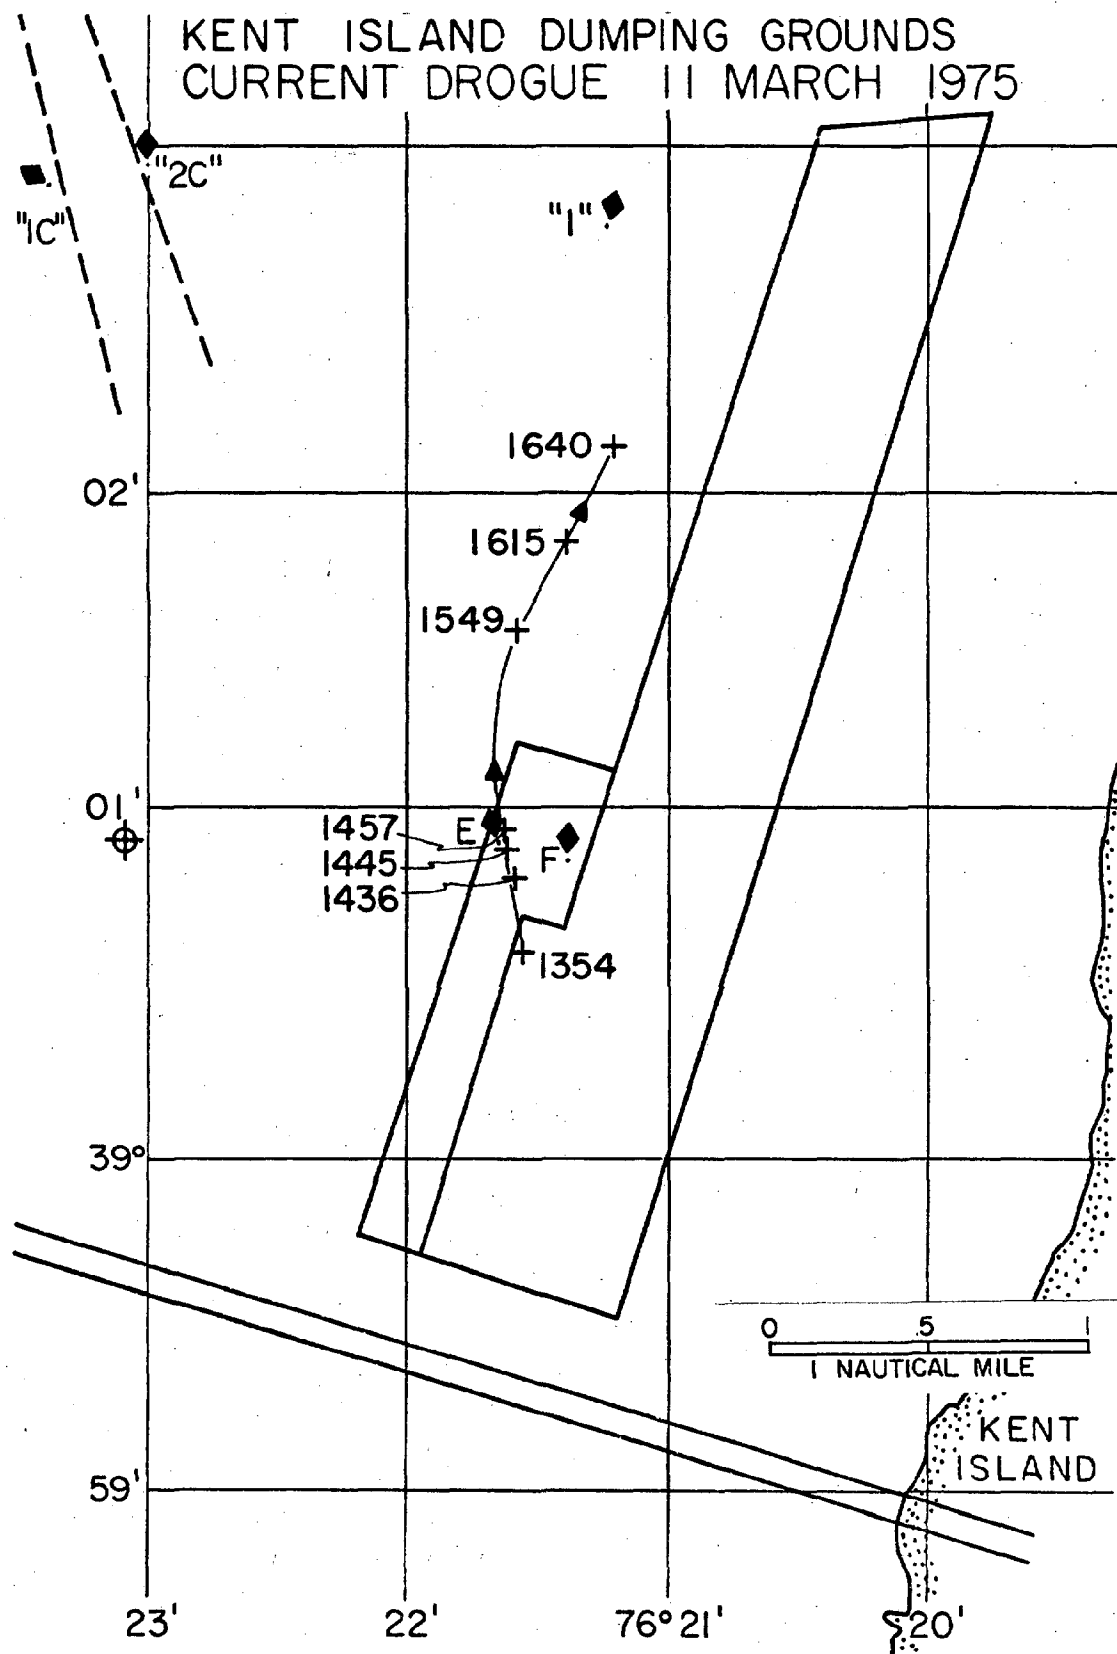 KENT ISLAND DUMPING GROUNDS
CURRENT DROGUE 11 MARCH 1975
"2C"
"1C"
"1"
1640
02'
1615
1549
01'
1457
E
F
1445
1436
1354
39°
0 .5 1
1 NAUTICAL MILE
KENT
ISLAND
59'
23' 22' 76°21' 20'